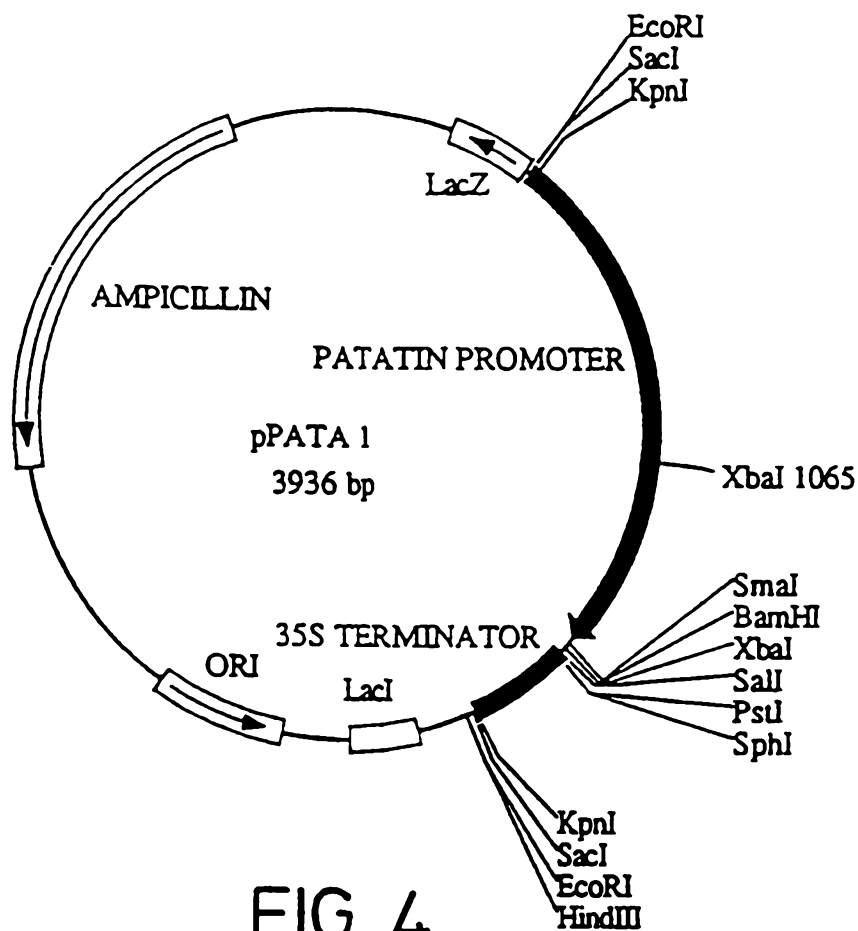 EcoRI
SacI
KpnI
LacZ
AMPICILLIN
PATATIN PROMOTER
pPATA 1
3936 bp
XbaI 1065
SmaI
BamHI
XbaI
SalI
PstI
SphI
35S TERMINATOR
ORI
LacI
KpnI
SacI
EcoRI
HindIII
FIG. 4